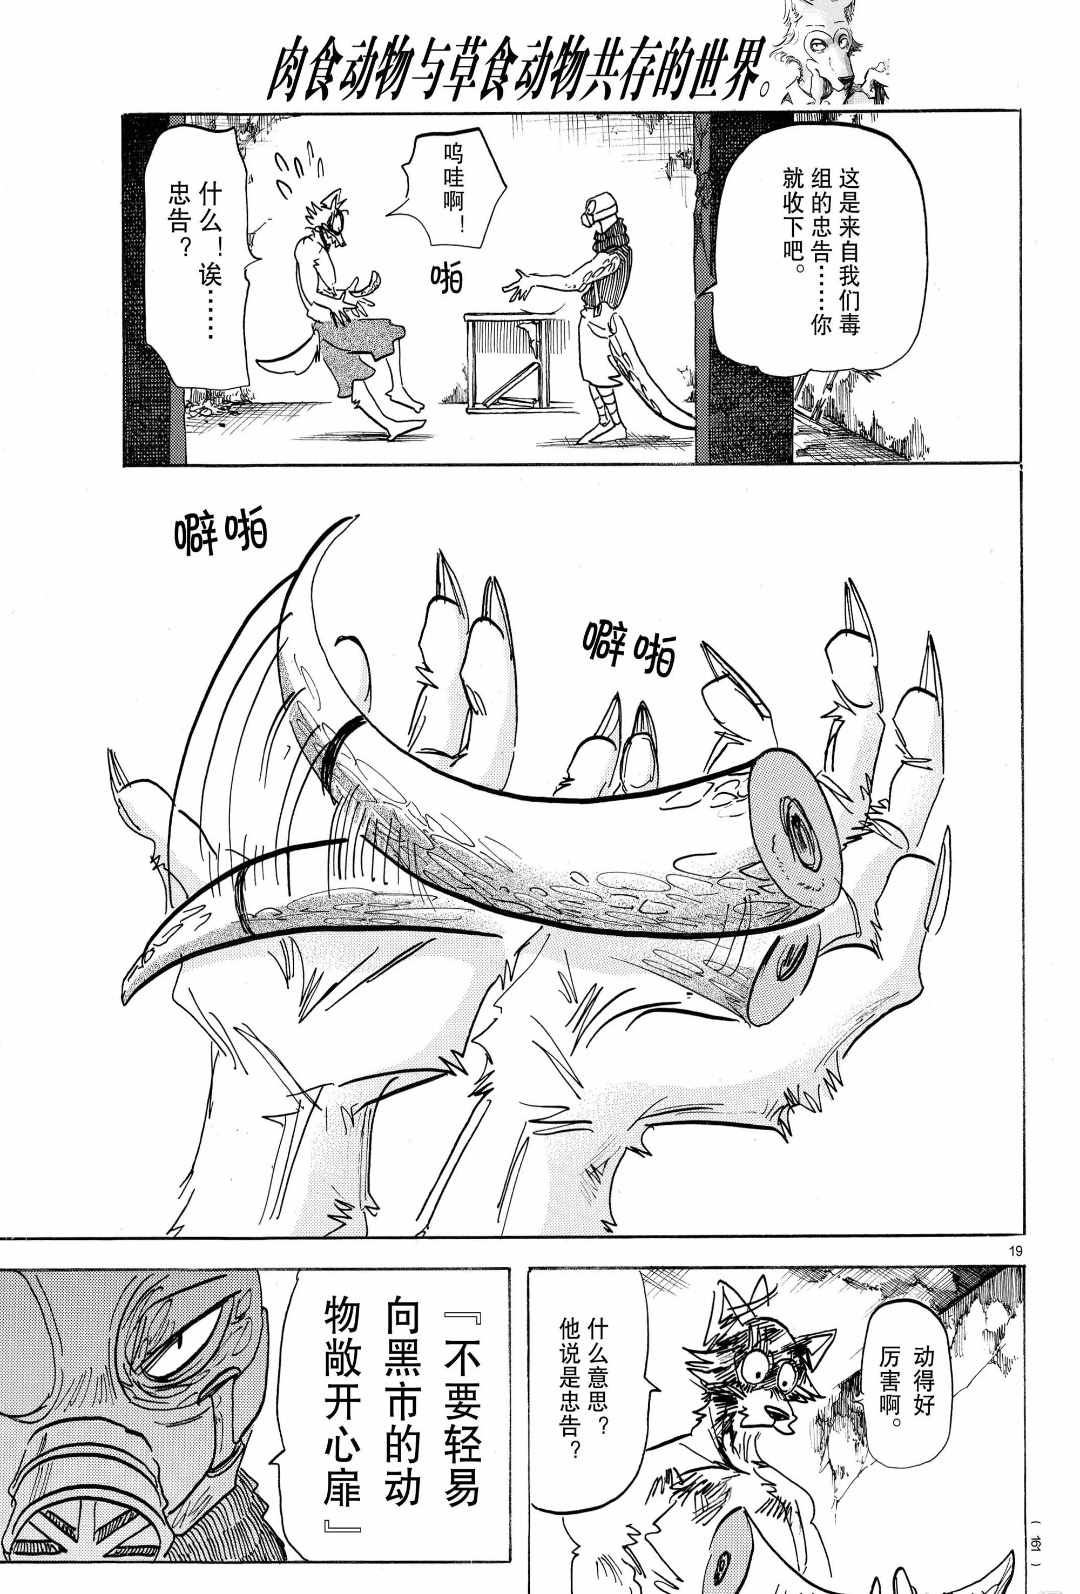 肉食动物与草食动物共存的世界。
这是来自我们毒
组的忠告……你
就收下吧。
呜
哇
啊！
啪
什么！诶……
忠告？
噼啪
噼啪
19
动得好
厉害啊。
什么意思？
他说是忠告？
『不要轻易
向黑市的动
物敞开心扉』
(161)